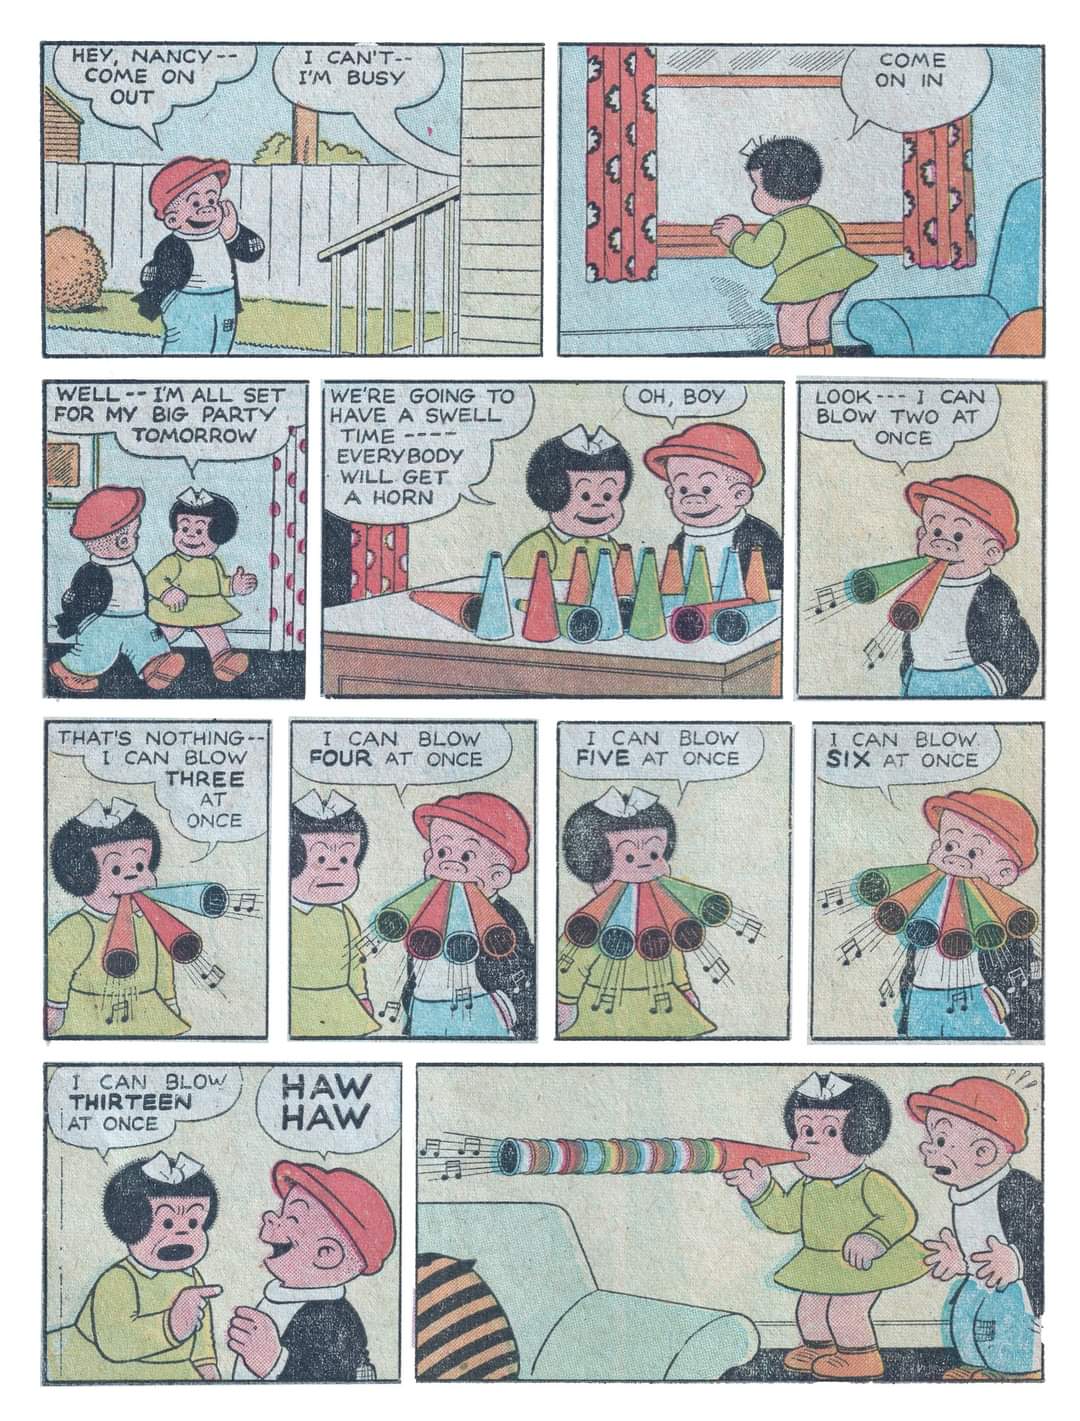 HEY, NANCY--
COME ON
OUT
I CAN'T--
I'M BUSY
COME
ON IN
WELL -- I'M ALL SET
FOR MY BIG PARTY
TOMORROW
WE'RE GOING TO
HAVE A SWELL
TIME ----
EVERYBODY
WILL GET
A HORN
OH, BOY
LOOK --- I CAN
BLOW TWO AT
ONCE
THAT'S NOTHING--
I CAN BLOW
THREE
AT
ONCE
I CAN BLOW
FOUR AT ONCE
I CAN BLOW
FIVE AT ONCE
I CAN BLOW
SIX AT ONCE
I CAN BLOW
THIRTEEN
AT ONCE
HAW
HAW